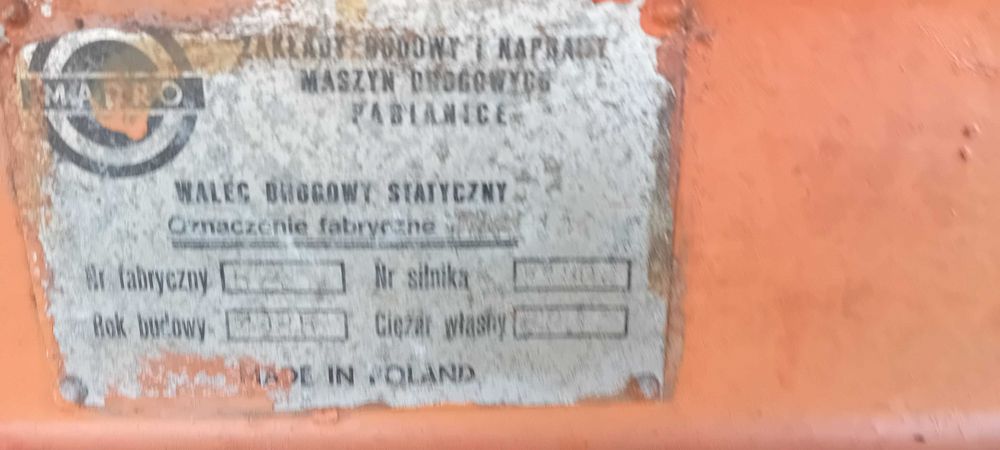 MADRO
ZAKŁADY BUDOWY I NAPRAWY
MASZYN DROGOWYCH
PABIANICE
WALEC DROGOWY STATYCZNY
Oznaczenie fabryczne
Nr fabryczny
Nr silnika
Rok budowy
Ciężar własny
MADE IN POLAND